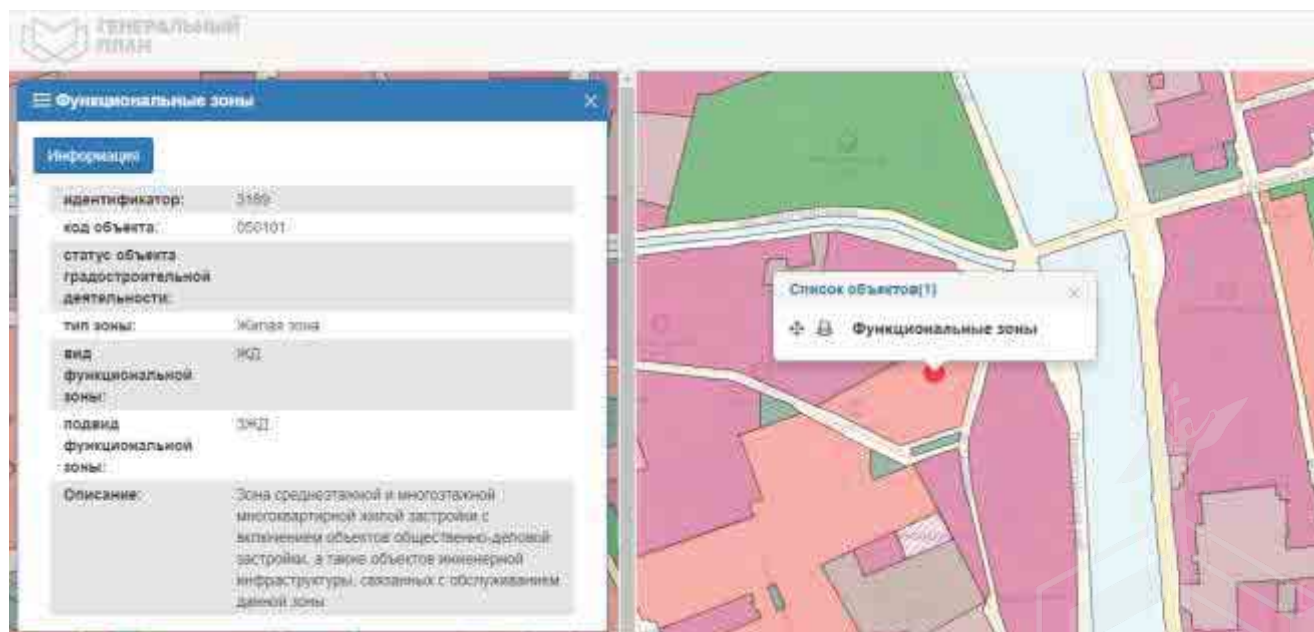 ГЕНЕРАЛЬНЫЙ
ПЛАН
Функциональные зоны
Информация
идентификатор: 3189
код объекта: 050101
статус объекта
градостроительной
деятельности:
тип зоны: Жилая зона
вид ЖД
функциональной
зоны:
подвид 3ЖД
функциональной
зоны:
Описание: Зона среднеэтажной и многоэтажной
многоквартирной жилой застройки с
включением объектов общественно-деловой
застройки, а также объектов инженерной
инфраструктуры, связанных с обслуживанием
данной зоны
Список объектов(1)
Функциональные зоны